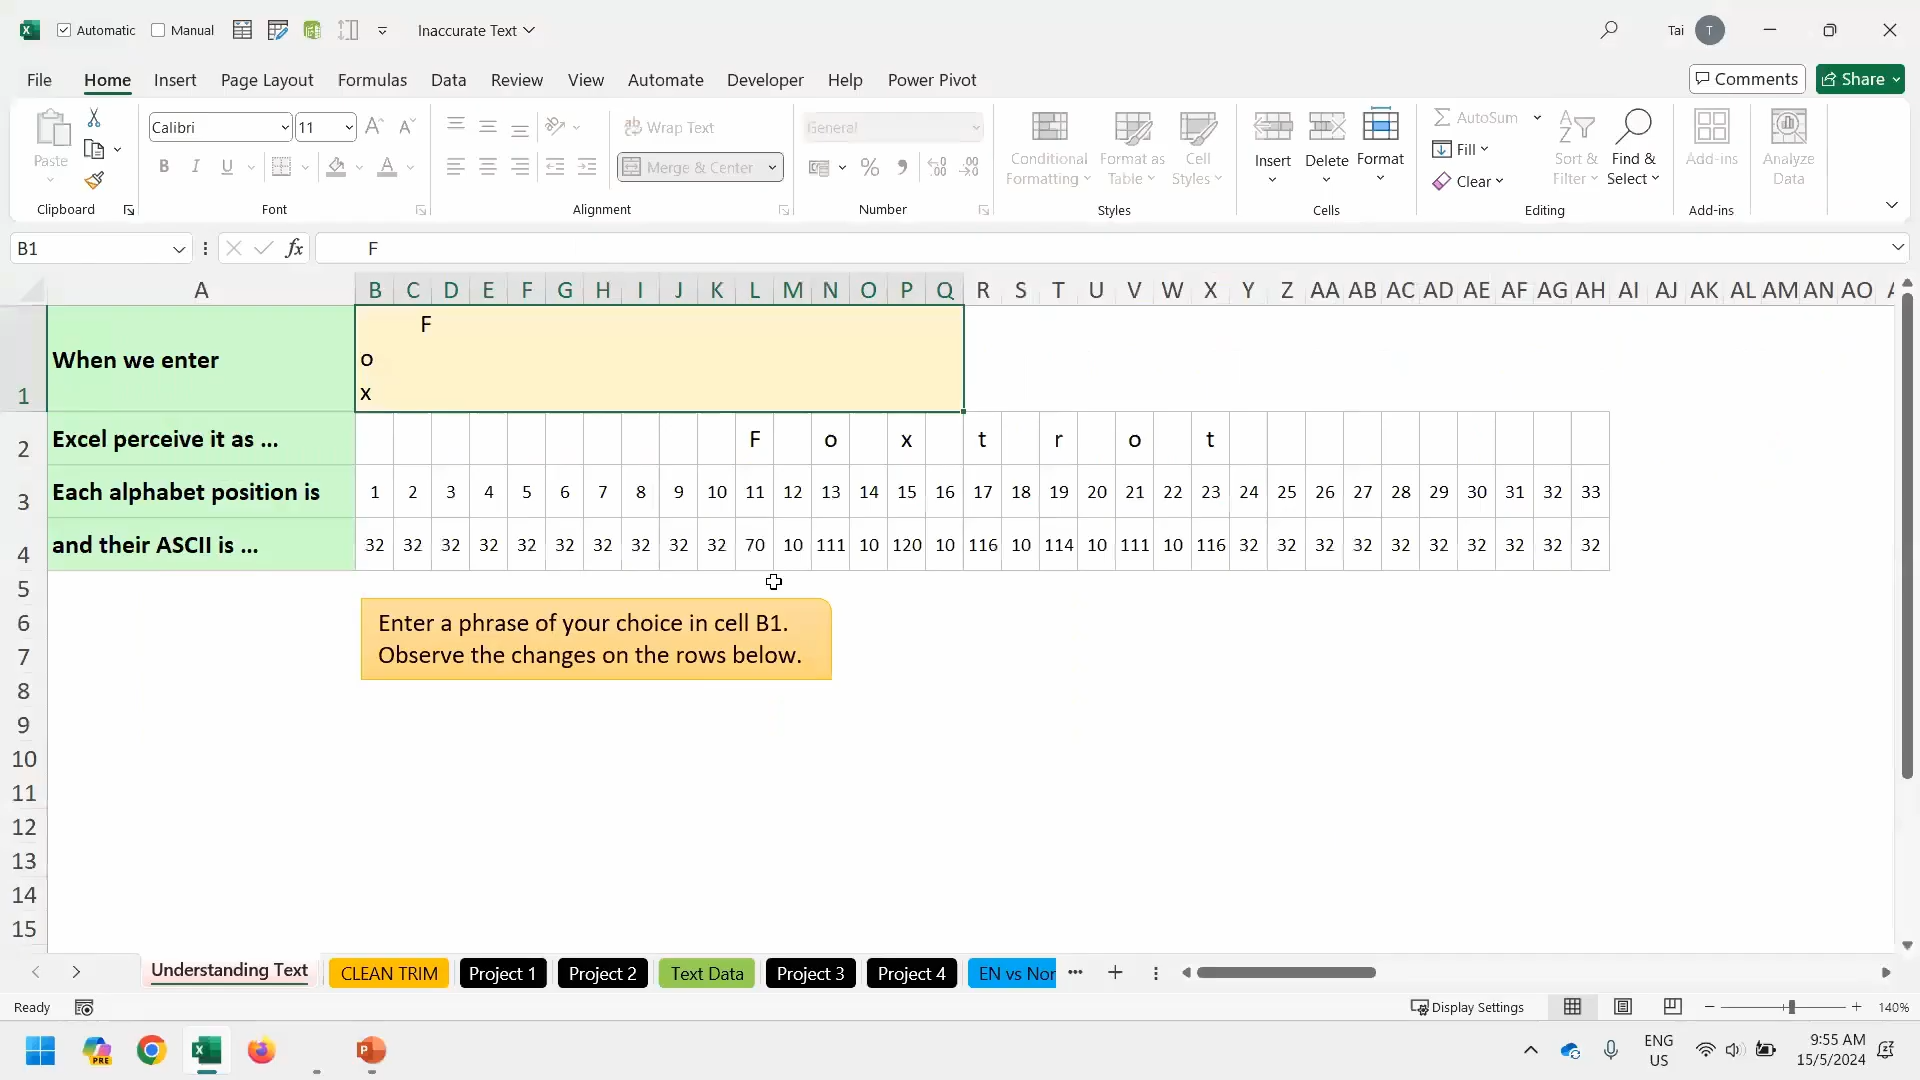 Automatic Manual Inaccurate Text Tai T
File Home Insert Page Layout Formulas Data Review View Automate Developer Help Power Pivot Comments Share
Paste
Clipboard
Calibri 11
B I U
Font
Wrap Text
Merge & Center
Alignment
General
Number
Conditional Formatting
Format as Table
Cell Styles
Styles
Insert
Delete
Format
Cells
AutoSum
Fill
Clear
Sort & Filter
Find & Select
Editing
Add-ins
Add-ins
Analyze Data
B1 fx F
A B C D E F G H I J K L M N O P Q R S T U V W X Y Z AA AB AC AD AE AF AG AH AI AJ AK AL AM AN AO
1 When we enter F
o
x
2 Excel perceive it as ... F o x t r o t
3 Each alphabet position is 1 2 3 4 5 6 7 8 9 10 11 12 13 14 15 16 17 18 19 20 21 22 23 24 25 26 27 28 29 30 31 32 33
4 and their ASCII is ... 32 32 32 32 32 32 32 32 32 32 70 10 111 10 120 10 116 10 114 10 111 10 116 32 32 32 32 32 32 32 32 32 32
5
6 Enter a phrase of your choice in cell B1.
7 Observe the changes on the rows below.
8
9
10
11
12
13
14
15
Understanding Text CLEAN TRIM Project 1 Project 2 Text Data Project 3 Project 4 EN vs Nor
Ready Display Settings 140%
PRE
ENG
US
9:55 AM
15/5/2024